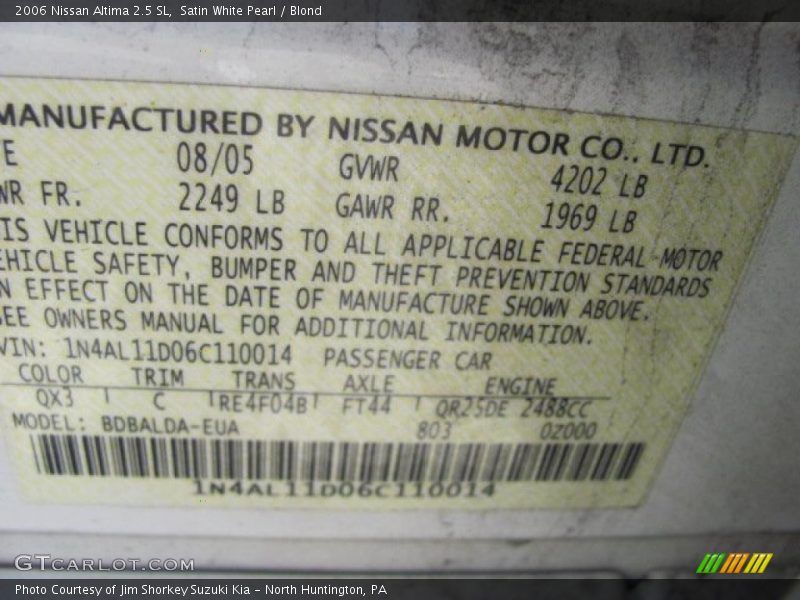 2006 Nissan Altima 2.5 SL, Satin White Pearl / Blond
MANUFACTURED BY NISSAN MOTOR CO., LTD.
TE 08/05 GVWR 4202 LB
WR FR. 2249 LB GAWR RR. 1969 LB
IS VEHICLE CONFORMS TO ALL APPLICABLE FEDERAL MOTOR
EHICLE SAFETY, BUMPER AND THEFT PREVENTION STANDARDS
N EFFECT ON THE DATE OF MANUFACTURE SHOWN ABOVE.
SEE OWNERS MANUAL FOR ADDITIONAL INFORMATION.
VIN: 1N4AL11D06C110014 PASSENGER CAR
COLOR TRIM TRANS AXLE ENGINE
QX3 C RE4F04B FT44 QR25DE 2488CC
MODEL: BDBALDA-EUA 803 0Z000
1N4AL11D06C110014
GTCARLOT.COM
Photo Courtesy of Jim Shorkey Suzuki Kia - North Huntington, PA